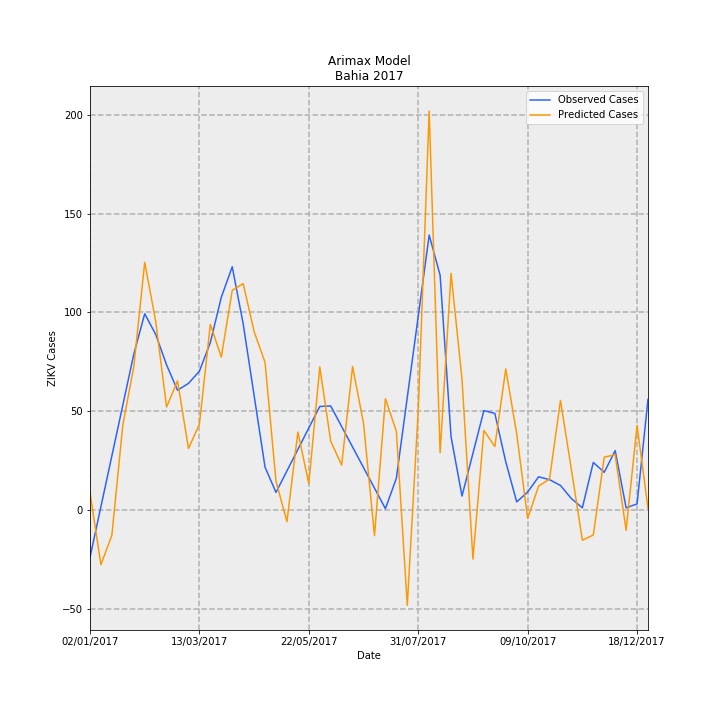 Arimax Model
Bahia 2017
Observed Cases
Predicted Cases
ZIKV Cases
200
150
100
50
0
−50
02/01/2017 13/03/2017 22/05/2017 31/07/2017 09/10/2017 18/12/2017
Date